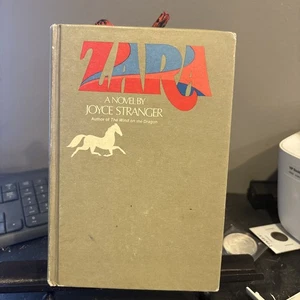 ZARA
A NOVEL BY
JOYCE STRANGER
Author of The Wind on the Dragon